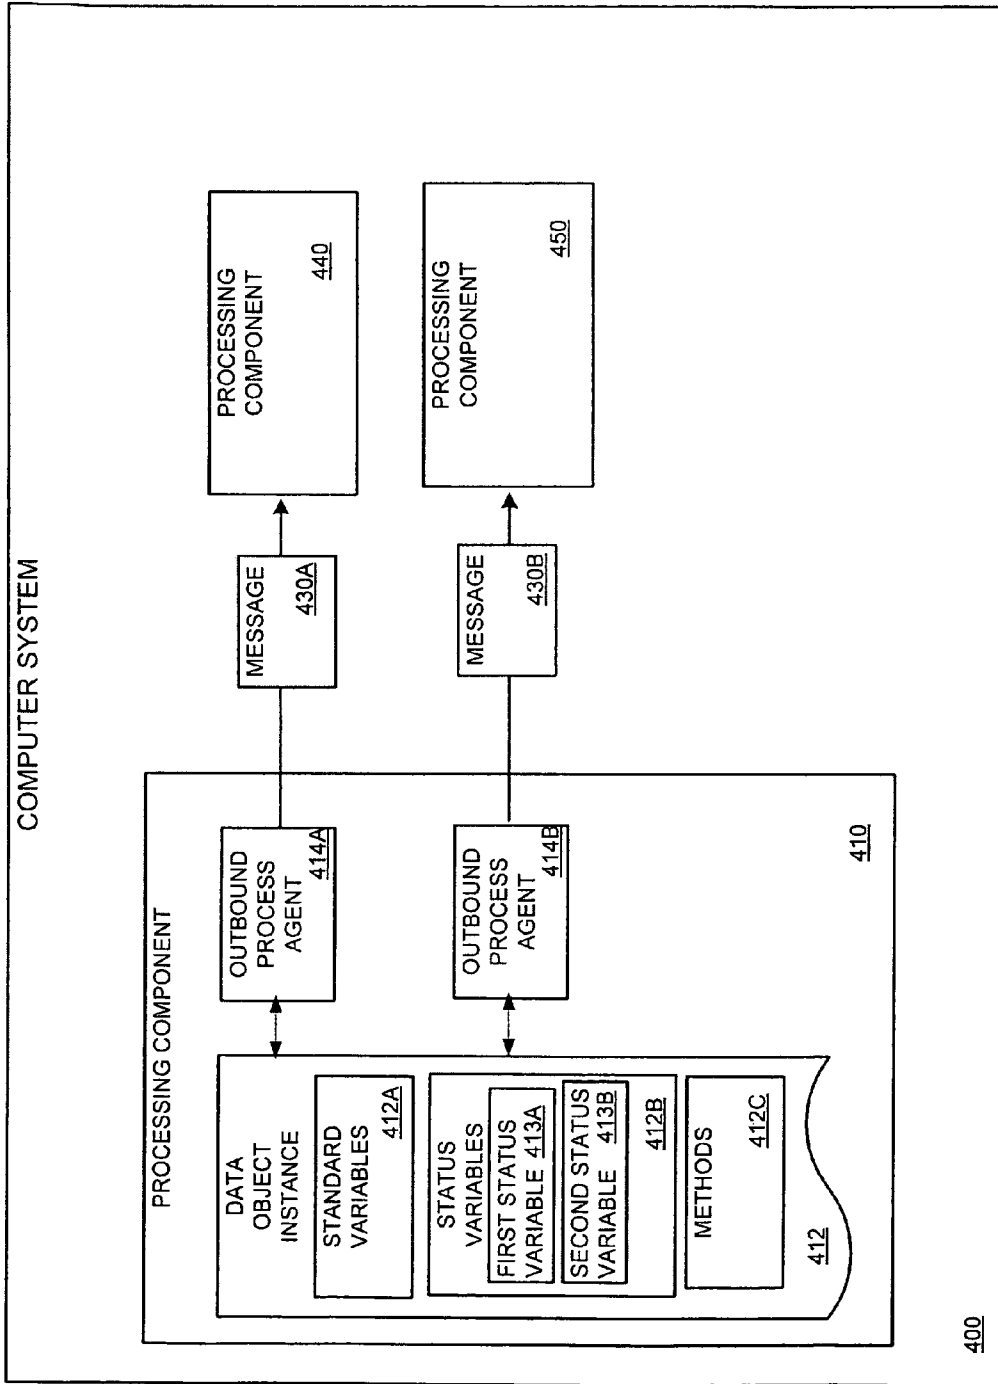 COMPUTER SYSTEM
PROCESSING COMPONENT
DATA
OBJECT
INSTANCE
STANDARD
VARIABLES
412A
STATUS
VARIABLES
FIRST STATUS
VARIABLE 413A
SECOND STATUS
VARIABLE 413B
412B
METHODS
412C
412
OUTBOUND
PROCESS
AGENT
414A
OUTBOUND
PROCESS
AGENT
414B
410
MESSAGE
430A
MESSAGE
430B
PROCESSING
COMPONENT
440
PROCESSING
COMPONENT
450
400